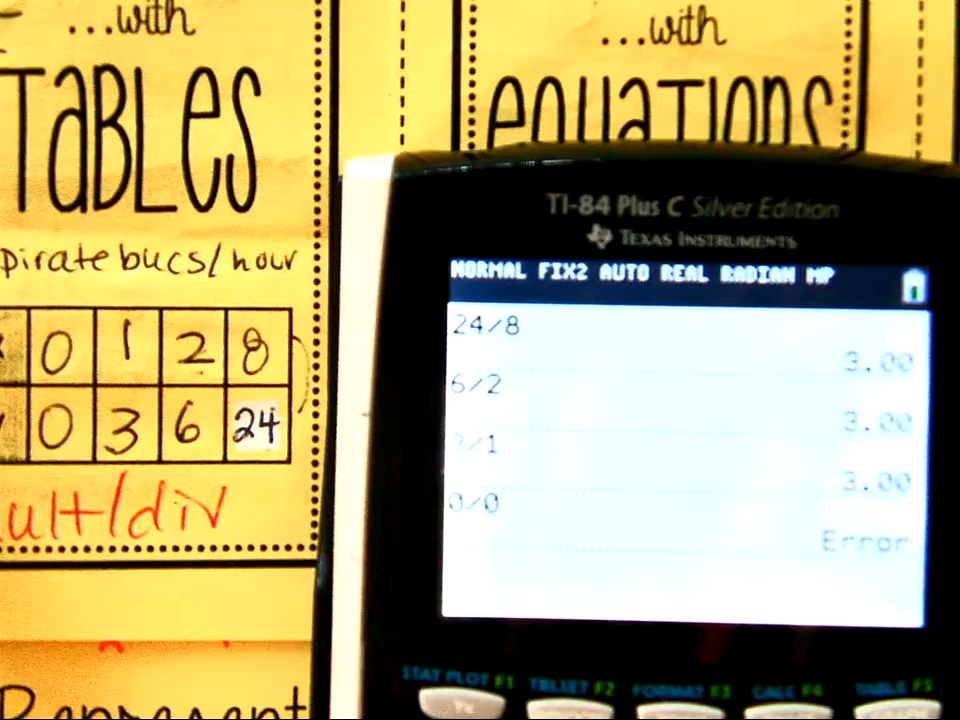 ...with
TABLES
pirate bucs/hour
0 1 2 8
0 3 6 24
ult/div
Represent
...with
equations
TI-84 Plus C Silver Edition
TEXAS INSTRUMENTS
NORMAL FIX2 AUTO REAL RADIAN MP
24/8
3.00
6/2
3.00
3/1
3.00
0/0
Error
STAT PLOT F1 TBLSET F2 FORMAT F3 CALC F4 TABLE F5
Y=